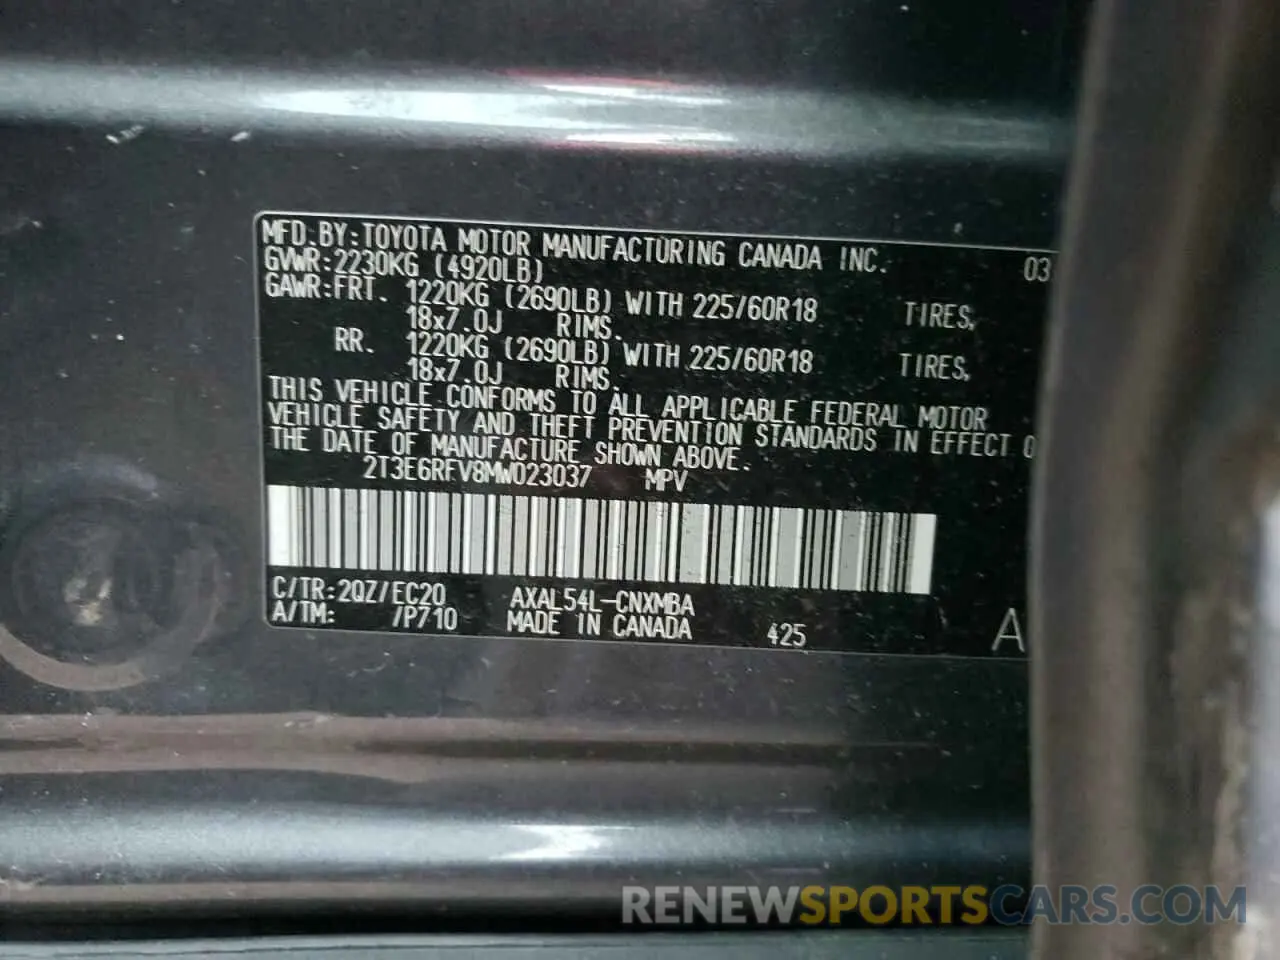 MFD.BY:TOYOTA MOTOR MANUFACTURING CANADA INC. 03
GVWR:2230KG (4920LB)
GAWR:FRT. 1220KG (2690LB) WITH 225/60R18 TIRES,
18x7.0J RIMS.
RR. 1220KG (2690LB) WITH 225/60R18 TIRES,
18x7.0J RIMS.
THIS VEHICLE CONFORMS TO ALL APPLICABLE FEDERAL MOTOR
VEHICLE SAFETY AND THEFT PREVENTION STANDARDS IN EFFECT O
THE DATE OF MANUFACTURE SHOWN ABOVE.
2T3E6RFV8MW023037 MPV
C/TR:2QZ/EC20 AXAL54L-CNXMBA
A/TM: /P710 MADE IN CANADA 425 A
RENEWSPORTSCARS.COM